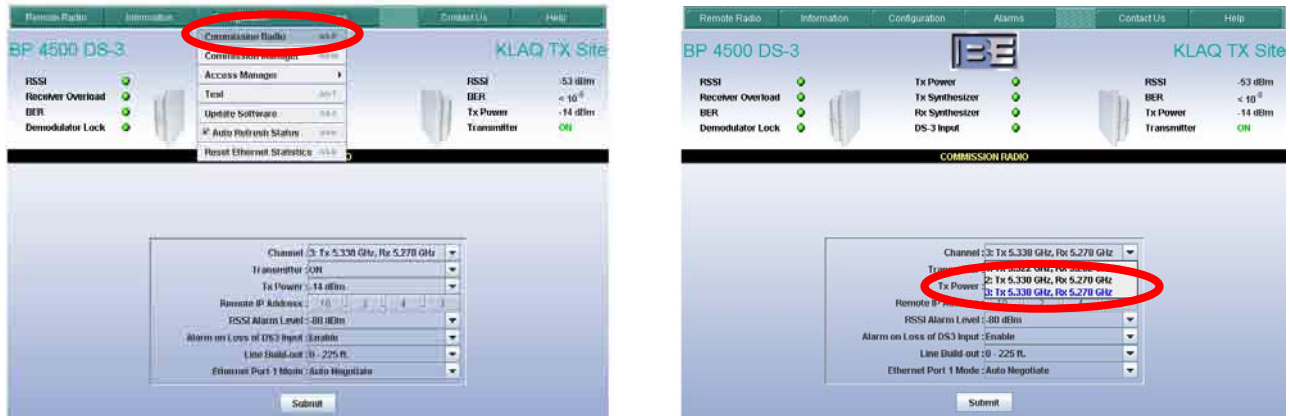 Remote Radio Information Contact Us Help
Commission Radio
BP 4500 DS-3 KLAQ TX Site
Commission Manager
Access Manager
Test
Update Software
Auto Refresh Status
Reset Ethernet Statistics
RSSI
Receiver Overload
BER
Demodulator Lock
RSSI -53 dBm
BER < 10
Tx Power -14 dBm
Transmitter ON
Channel : 3: Tx 5.338 GHz, Rx 5.278 GHz
Transmitter : ON
Tx Power : -14 dBm
Remote IP Address :
RSSI Alarm Level : -80 dBm
Alarm on Loss of DS3 Input : Enable
Line Build-out : 0 - 225 ft.
Ethernet Port 1 Mode : Auto Negotiate
Submit
Remote Radio Information Configuration Alarms Contact Us Help
BP 4500 DS-3 BE KLAQ TX Site
RSSI Tx Power RSSI -53 dBm
Receiver Overload Tx Synthesizer BER < 10
BER Rx Synthesizer Tx Power -14 dBm
Demodulator Lock DS-3 Input Transmitter ON
COMMISSION RADIO
Channel : 3: Tx 5.338 GHz, Rx 5.278 GHz
2: Tx 5.330 GHz, Rx 5.270 GHz
Tx Power :
3: Tx 5.338 GHz, Rx 5.278 GHz
Remote IP Address :
RSSI Alarm Level : -80 dBm
Alarm on Loss of DS3 Input : Enable
Line Build-out : 0 - 225 ft.
Ethernet Port 1 Mode : Auto Negotiate
Submit